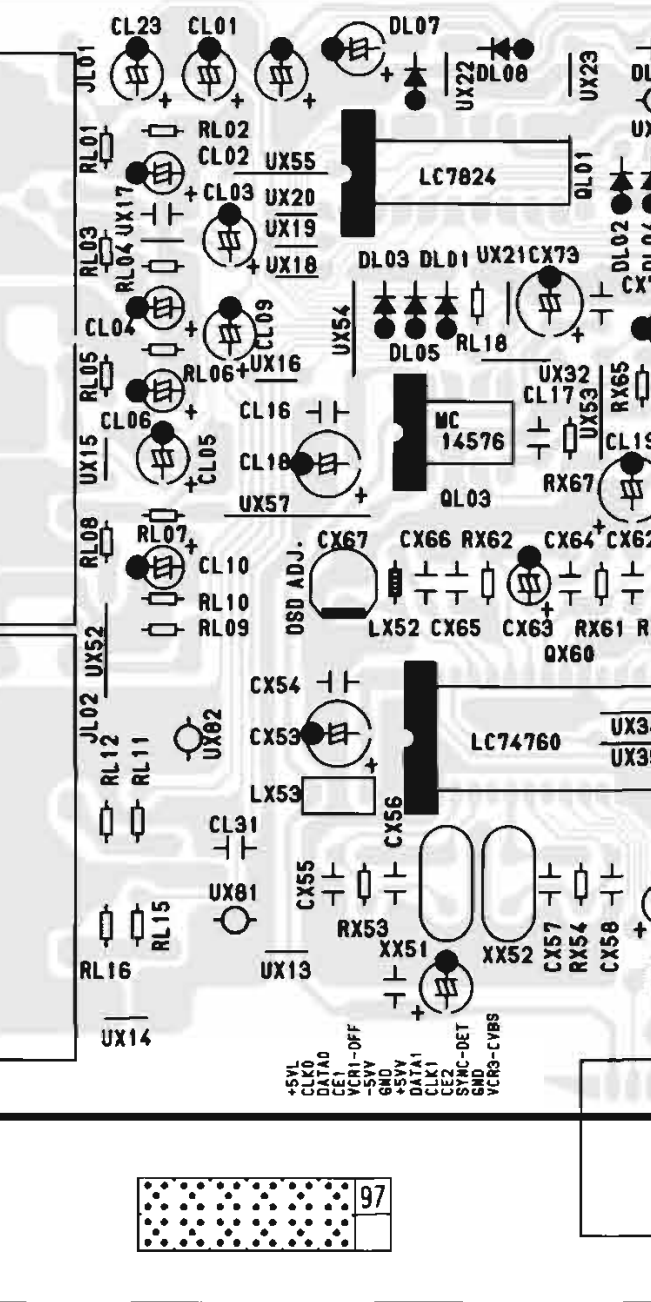 CL23
CL01
DL07
JL01
UX22
DL08
UX23
RL01
RL02
CL02
UX55
LC7824
QL01
UX17
CL03
UX20
UX19
UX18
RL03
RL04
DL03
DL01
UX21
CX73
DL02
CL04
CL09
UX54
DL05
RL18
RL05
RL06
UX16
UX32
CL17
UX53
RX65
CL06
CL16
MC
14576
UX15
CL05
CL18
QL03
RX67
UX57
RL08
RL07
CL10
RL10
RL09
OSD ADJ.
CX67
CX66
RX62
CX64
LX52
CX65
CX63
RX61
QX60
UX52
JL02
CX54
CX53
LC74760
UX82
RL12
RL11
LX53
CX56
CL31
CX55
RX53
UX81
RL15
RL16
XX51
XX52
CX57
RX54
CX58
UX13
UX14
+5VL
CLK0
DATA0
CE1
VCR1-OFF
-5VV
GND
+5VV
DATA1
CLK1
CE2
SYNC-DET
GND
VCR3-CVBS
97